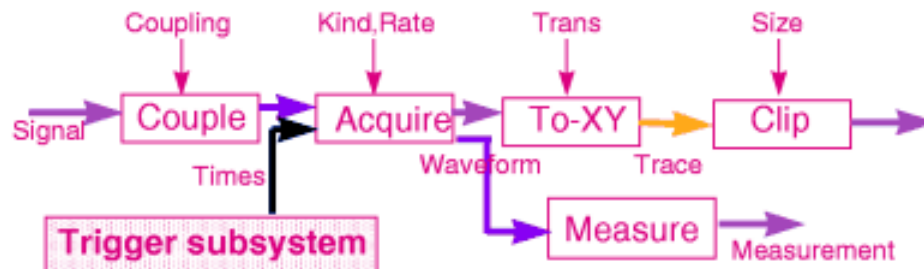 Coupling
Kind,Rate
Trans
Size
Signal
Couple
Acquire
To-XY
Clip
Times
Waveform
Trace
Trigger subsystem
Measure
Measurement